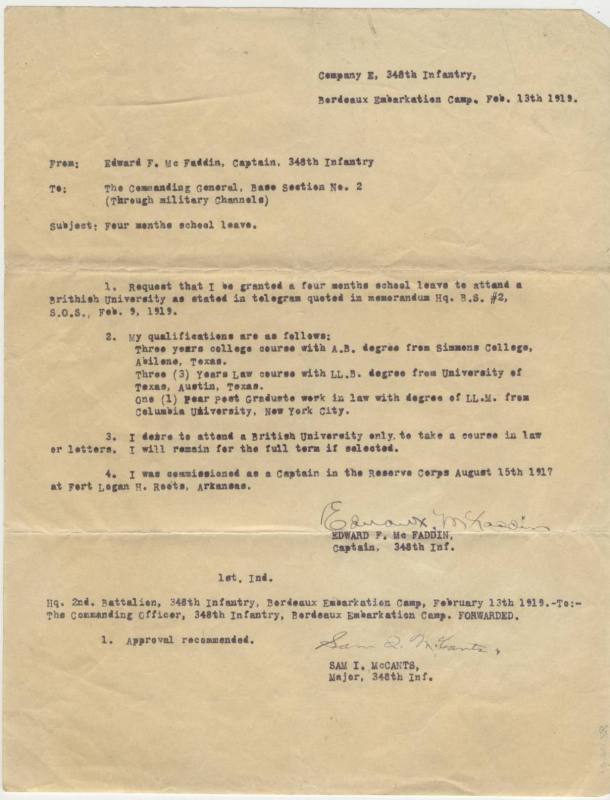 Company E, 348th Infantry,
Bordeaux Embarkation Camp. Feb. 13th 1919.
From: Edward F. Mc Faddin, Captain, 348th Infantry
To: The Commanding General, Base Section No. 2
(Through military Channels)
Subject: Four months school leave.
1. Request that I be granted a four months school leave to attend a
Brithish University as stated in telegram quoted in memorandum Hq. B.S. #2,
S.O.S., Feb. 9, 1919.
2. My qualifications are as follows:
Three years college course with A.B. degree from Simmons College,
Abilene, Texas.
Three (3) Years Law course with LL.B. degree from University of
Texas, Austin, Texas.
One (1) Pear Post Graduate work in law with degree of LL.M. from
Columbia University, New York City.
3. I desre to attend a British University only, to take a course in law
or letters. I will remain for the full term if selected.
4. I was commissioned as a Captain in the Reserve Corps August 15th 1917
at Fort Logan H. Roots, Arkansas.
Edward F. McFaddin
EDWARD F. Mc FADDIN,
Captain, 348th Inf.
1st. Ind.
Hq. 2nd. Battalion, 348th Infantry, Bordeaux Embarkation Camp, February 13th 1919.-To:-
The Commanding Officer, 348th Infantry, Bordeaux Embarkation Camp. FORWARDED.
1. Approval recommended.
Sam I. McCants,
SAM I. McCANTS,
Major, 348th Inf.